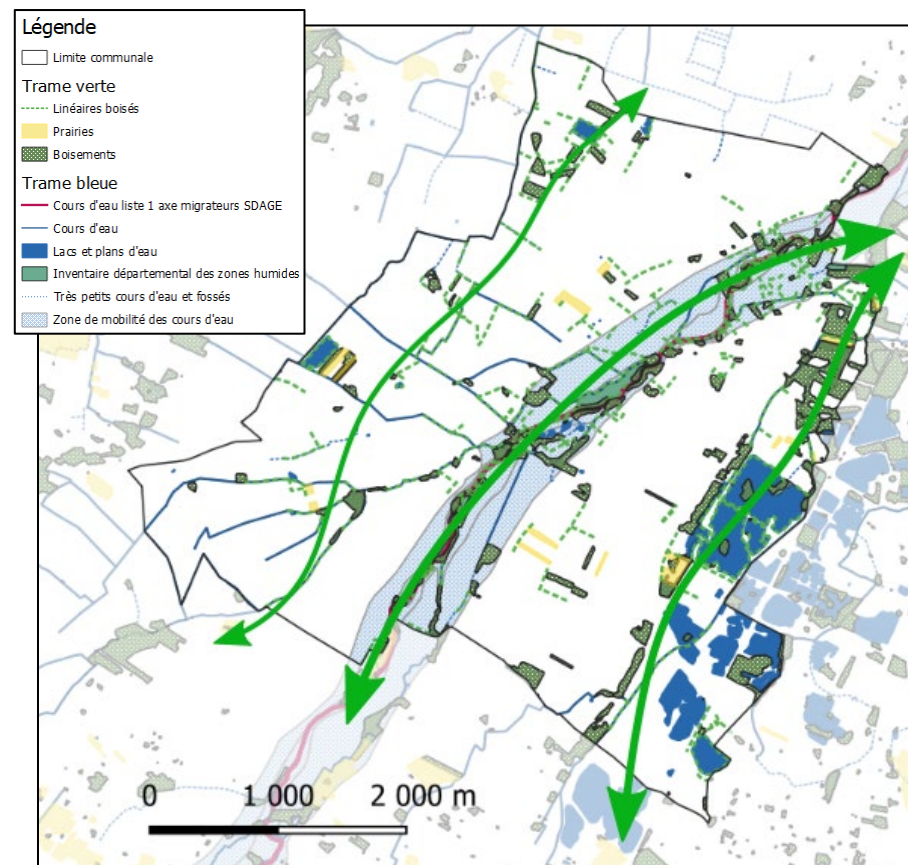 Légende
Limite communale
Trame verte
Linéaires boisés
Prairies
Boisements
Trame bleue
Cours d'eau liste 1 axe migrateurs SDAGE
Cours d'eau
Lacs et plans d'eau
Inventaire départemental des zones humides
Très petits cours d'eau et fossés
Zone de mobilité des cours d'eau
0 1 000 2 000 m